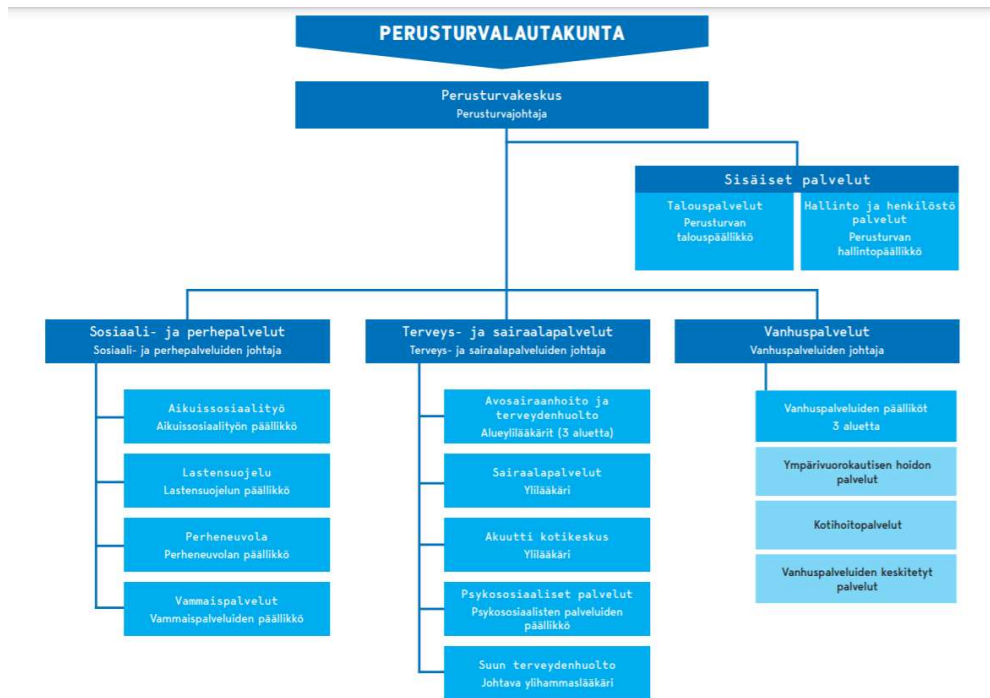 PERUSTURVALAUTAKUNTA
Perusturvakeskus
Perusturvajohtaja
Sisäiset palvelut
Talouspalvelut
Perusturvan
talouspäällikkö
Hallinto ja henkilöstö
palvelut
Perusturvan
hallintopäällikkö
Sosiaali- ja perhepalvelut
Sosiaali- ja perhepalveluiden johtaja
Aikuissosiaalityö
Aikuissosiaalityön päällikkö
Lastensuojelu
Lastensuojelun päällikkö
Perheneuvola
Perheneuvolan päällikkö
Vammaispalvelut
Vammaispalveluiden päällikkö
Terveys- ja sairaalapalvelut
Terveys- ja sairaalapalveluiden johtaja
Avosairaanhoito ja
terveydenhuolto
Alueylilääkärit (3 aluetta)
Sairaalapalvelut
Ylilääkäri
Akuutti kotikeskus
Ylilääkäri
Psykososiaaliset palvelut
Psykososiaalisten palveluiden
päällikkö
Suun terveydenhuolto
Johtava ylihammaslääkäri
Vanhuspalvelut
Vanhuspalveluiden johtaja
Vanhuspalveluiden päälliköt
3 aluetta
Ympärivuorokautisen hoidon
palvelut
Kotihoitopalvelut
Vanhuspalveluiden keskitetyt
palvelut